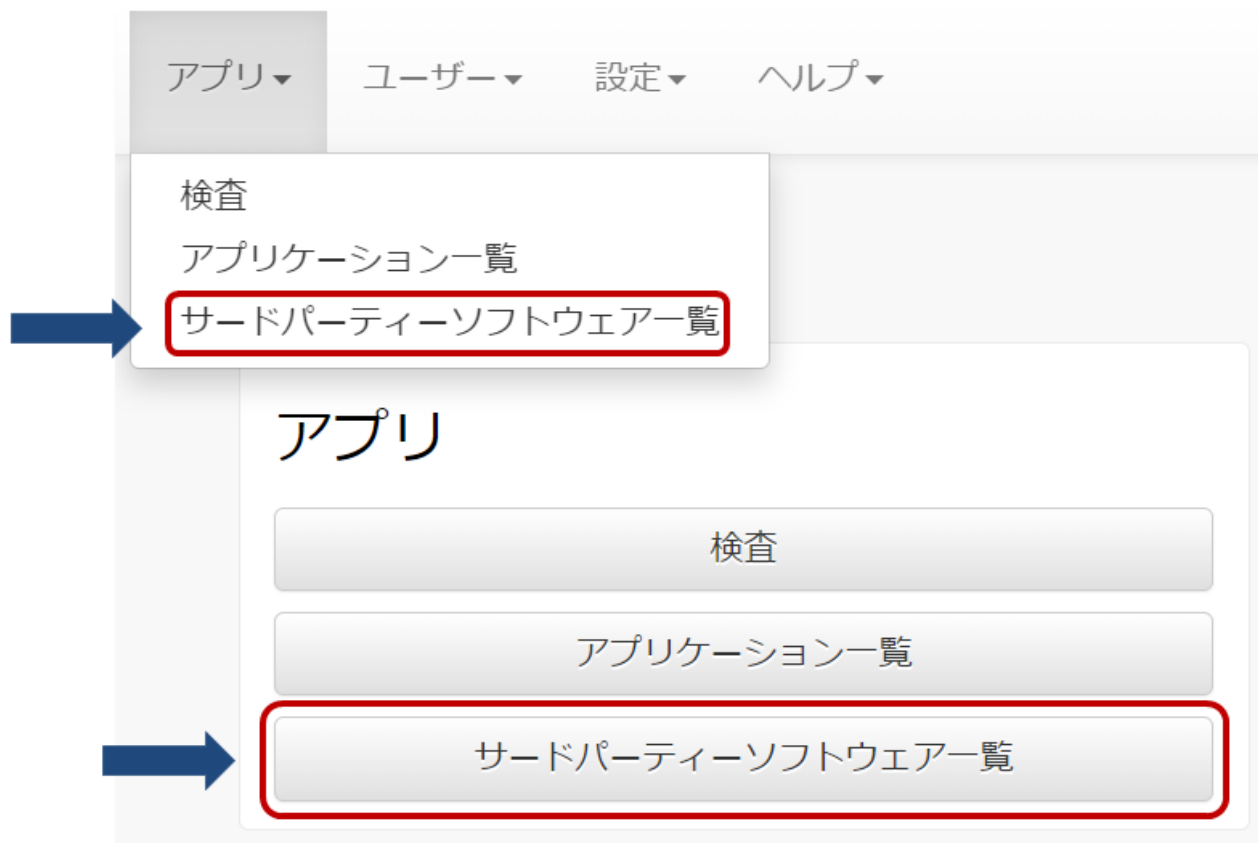 アプリ ユーザー 設定 ヘルプ
検査
アプリケーション一覧
サードパーティーソフトウェア一覧
アプリ
検査
アプリケーション一覧
サードパーティーソフトウェア一覧